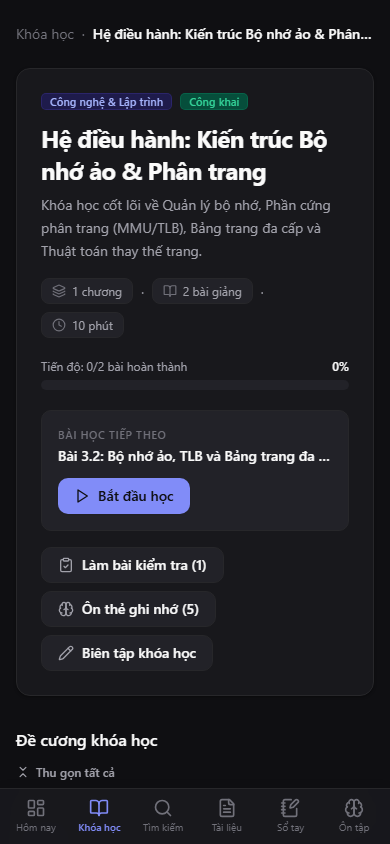 Khóa học · Hệ điều hành: Kiến trúc Bộ nhớ ảo & Phân...
Công nghệ & Lập trình Công khai
Hệ điều hành: Kiến trúc Bộ
nhớ ảo & Phân trang
Khóa học cốt lõi về Quản lý bộ nhớ, Phần cứng
phân trang (MMU/TLB), Bảng trang đa cấp và
Thuật toán thay thế trang.
1 chương · 2 bài giảng ·
10 phút
Tiến độ: 0/2 bài hoàn thành 0%
BÀI HỌC TIẾP THEO
Bài 3.2: Bộ nhớ ảo, TLB và Bảng trang đa ...
Bắt đầu học
Làm bài kiểm tra (1)
Ôn thẻ ghi nhớ (5)
Biên tập khóa học
Đề cương khóa học
Thu gọn tất cả
Hôm nay Khóa học Tìm kiếm Tài liệu Sổ tay Ôn tập